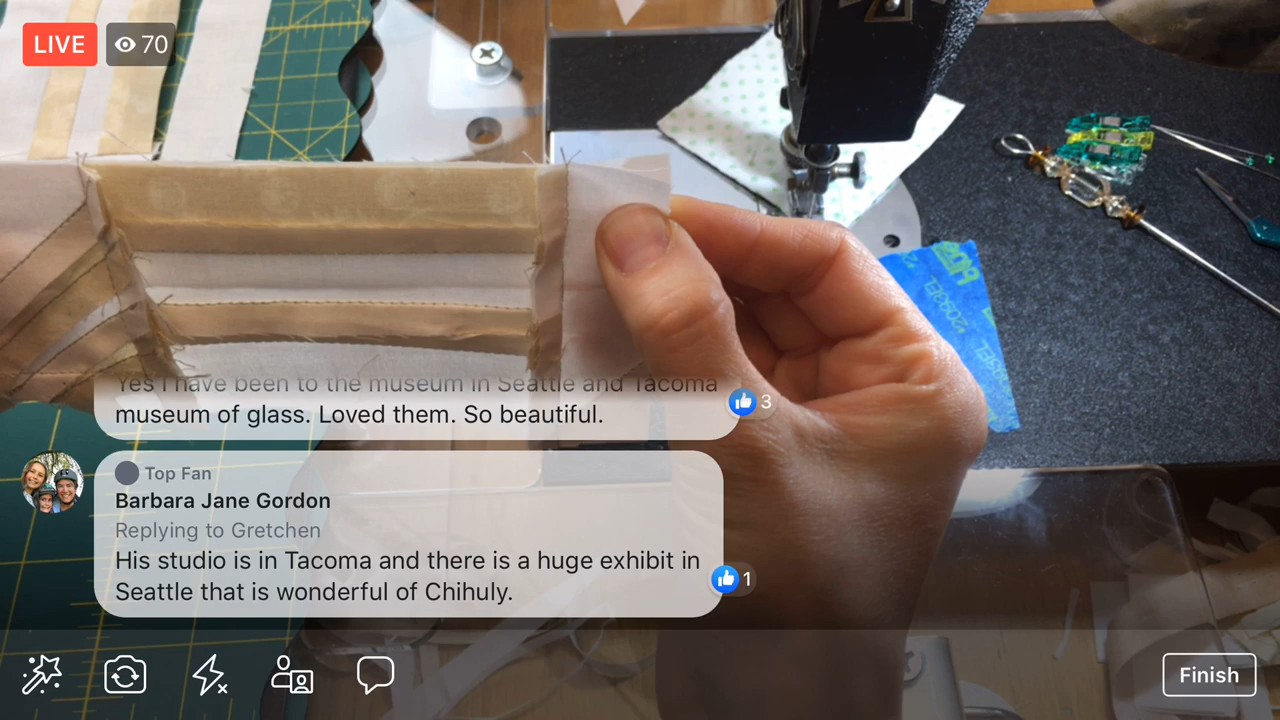 LIVE
70
Yes I have been to the museum in Seattle and Tacoma
museum of glass. Loved them. So beautiful.
3
Top Fan
Barbara Jane Gordon
Replying to Gretchen
His studio is in Tacoma and there is a huge exhibit in
Seattle that is wonderful of Chihuly.
1
blue
2090EL
Finish